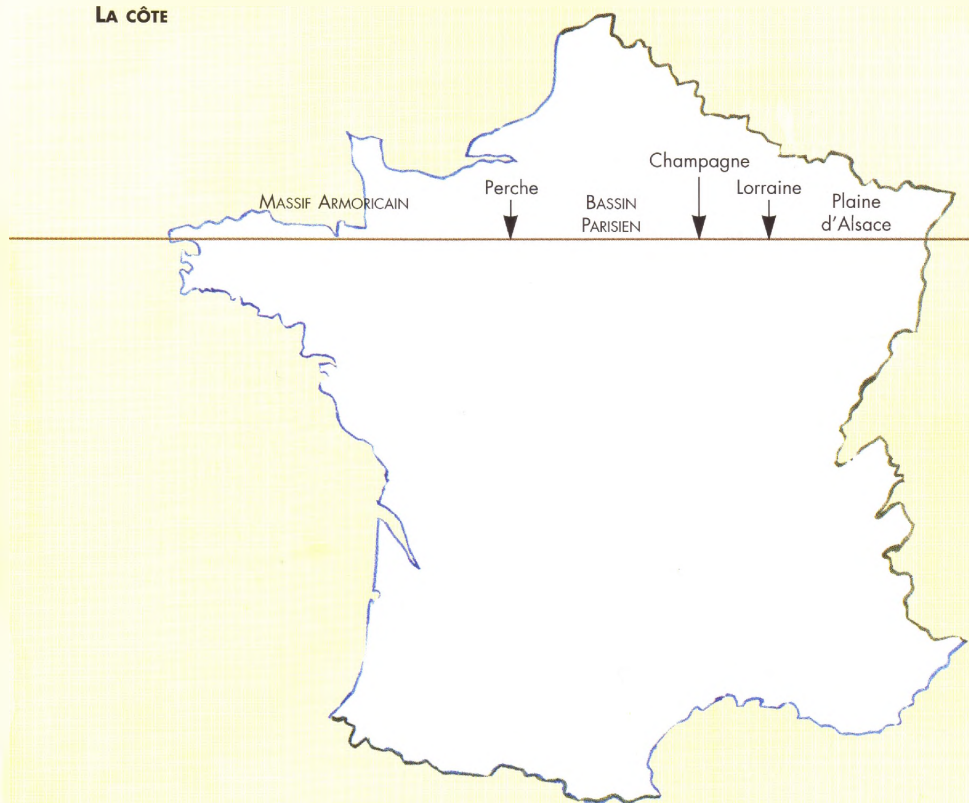 LA CÔTE
Champagne
MASSIF ARMORICAIN
Perche
BASSIN
PARISIEN
Lorraine
Plaine
d'Alsace